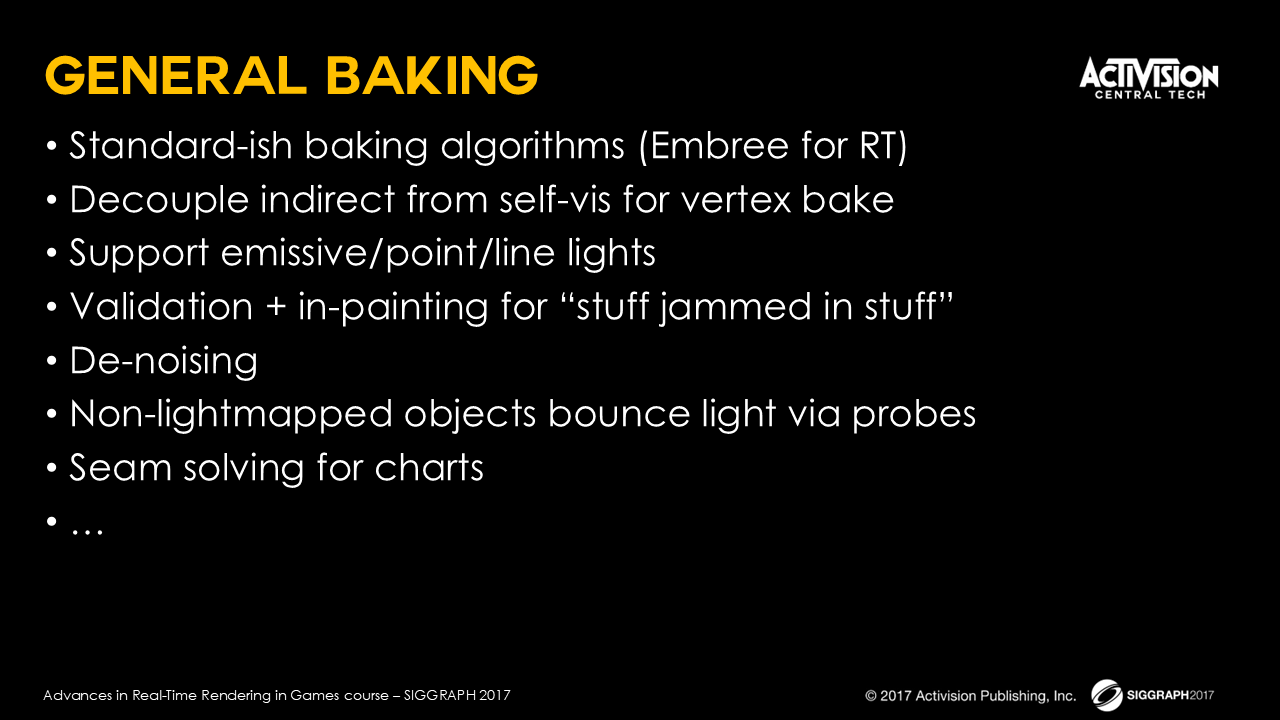 GENERAL BAKING
ACTIVISION
CENTRAL TECH
• Standard-ish baking algorithms (Embree for RT)
• Decouple indirect from self-vis for vertex bake
• Support emissive/point/line lights
• Validation + in-painting for “stuff jammed in stuff”
• De-noising
• Non-lightmapped objects bounce light via probes
• Seam solving for charts
• …
Advances in Real-Time Rendering in Games course – SIGGRAPH 2017
© 2017 Activision Publishing, Inc.
SIGGRAPH2017